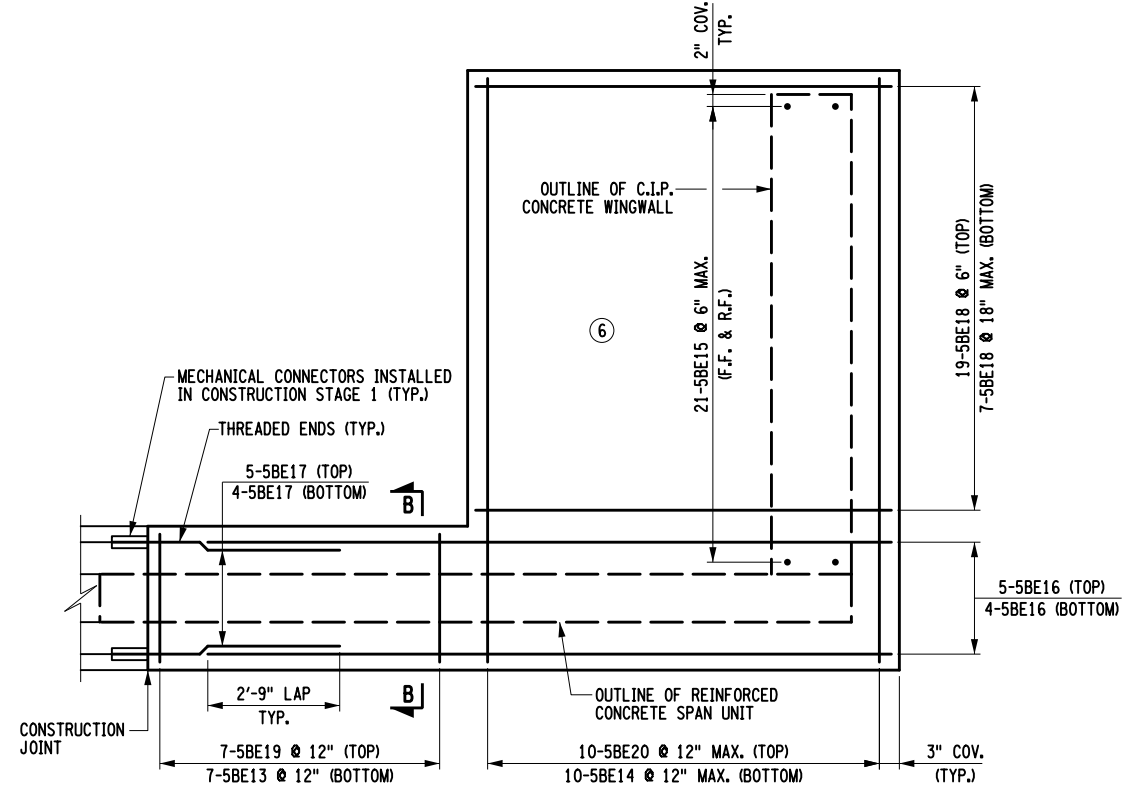 2" COV.
TYP.
OUTLINE OF C.I.P.
CONCRETE WINGWALL
21-5BE15 @ 6" MAX.
(F.F. & R.F.)
19-5BE18 @ 6" (TOP)
7-5BE18 @ 18" MAX. (BOTTOM)
6
MECHANICAL CONNECTORS INSTALLED
IN CONSTRUCTION STAGE 1 (TYP.)
THREADED ENDS (TYP.)
5-5BE17 (TOP)
4-5BE17 (BOTTOM)
B
5-5BE16 (TOP)
4-5BE16 (BOTTOM)
2'-9" LAP
TYP.
B
OUTLINE OF REINFORCED
CONCRETE SPAN UNIT
CONSTRUCTION
JOINT
7-5BE19 @ 12" (TOP)
7-5BE13 @ 12" (BOTTOM)
10-5BE20 @ 12" MAX. (TOP)
10-5BE14 @ 12" MAX. (BOTTOM)
3" COV.
(TYP.)